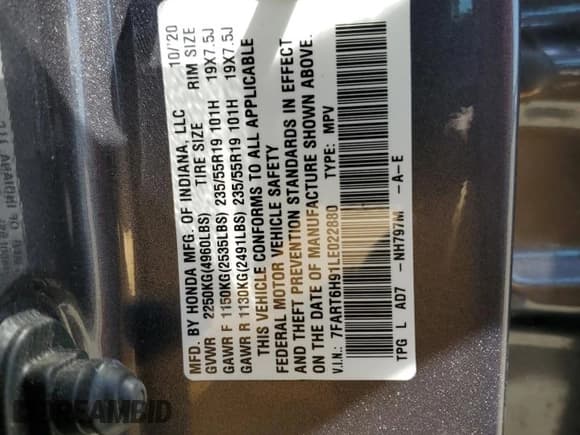 MFD. BY HONDA MFG. OF INDIANA, LLC 10/'20
GVWR 2250KG(4960LBS) TIRE SIZE RIM SIZE
GAWR F 1150KG(2535LBS) 235/55R19 101H 19X7.5J
GAWR R 1130KG(2491LBS) 235/55R19 101H 19X7.5J
THIS VEHICLE CONFORMS TO ALL APPLICABLE
FEDERAL MOTOR VEHICLE SAFETY
AND THEFT PREVENTION STANDARDS IN EFFECT
ON THE DATE OF MANUFACTURE SHOWN ABOVE.
V.I.N.: 7FART6H91LE022880 TYPE: MPV
TPG L AD7 -NH797M -A-E
DREAMBID